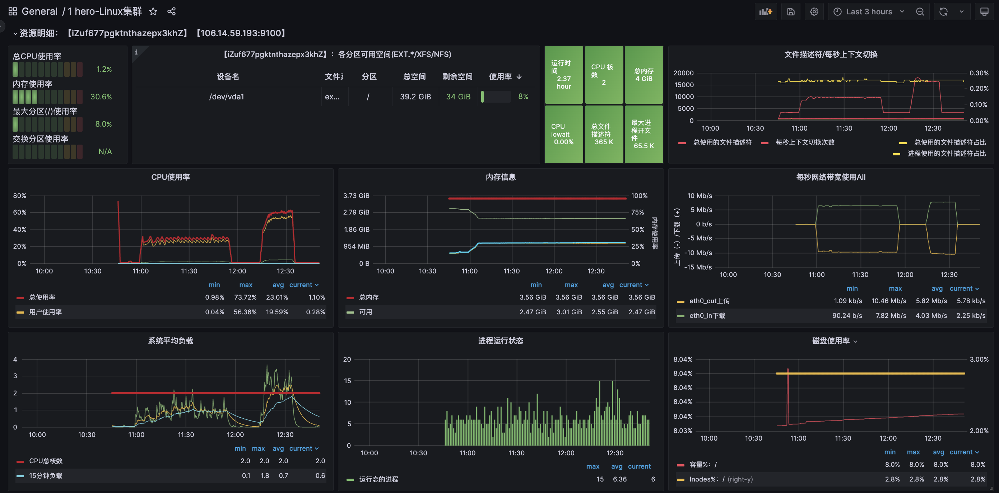 General / 1 hero-Linux集群
Last 3 hours
资源明细：【iZuf677pgktnthazepx3khZ】【106.14.59.193:9100】
总CPU使用率
1.2%
内存使用率
30.6%
最大分区(/)使用率
8.0%
交换分区使用率
N/A
【iZuf677pgktnthazepx3khZ】：各分区可用空间(EXT.*/XFS/NFS)
设备名 文件系 分区 总空间 剩余空间 使用率
/dev/vda1 ex... / 39.2 GiB 34 GiB 8%
运行时间
2.37 hour
CPU 核数
2
总内存
4 GiB
CPU iowait
0.00%
总文件描述符
365 K
最大进程开文件
65.5 K
文件描述符/每秒上下文切换
20000
15000
10000
5000
0
0.30%
0.20%
0.10%
0.00%
10:00 10:30 11:00 11:30 12:00 12:30
总使用的文件描述符 每秒上下文切换次数 总使用的文件描述符占比
进程使用的文件描述符占比
CPU使用率
80%
60%
40%
20%
0%
10:00 10:30 11:00 11:30 12:00 12:30
min max avg current
总使用率 0.98% 73.72% 23.01% 1.10%
用户使用率 0.04% 56.36% 19.59% 0.28%
内存信息
3.73 GiB
2.79 GiB
1.86 GiB
954 MiB
0 B
100%
75%
50%
25%
0%
内存使用率
10:00 10:30 11:00 11:30 12:00 12:30
min max avg current
总内存 3.56 GiB 3.56 GiB 3.56 GiB 3.56 GiB
可用 2.47 GiB 3.01 GiB 2.55 GiB 2.47 GiB
每秒网络带宽使用All
上传（-）/下载（+）
10 Mb/s
5 Mb/s
0 b/s
-5 Mb/s
-10 Mb/s
-15 Mb/s
10:00 10:30 11:00 11:30 12:00 12:30
min max avg current
eth0_out上传 1.09 kb/s 10.46 Mb/s 5.82 Mb/s 5.78 kb/s
eth0_in下载 90.24 b/s 7.82 Mb/s 4.03 Mb/s 2.25 kb/s
系统平均负载
4
3
2
1
0
10:00 10:30 11:00 11:30 12:00 12:30
min max avg current
CPU总核数 2.0 2.0 2.0 2.0
15分钟负载 0.1 1.8 0.7 0.6
进程运行状态
20
15
10
5
0
10:00 10:30 11:00 11:30 12:00 12:30
max avg current
运行态的进程 15 6.36 6
磁盘使用率
8.04%
8.04%
8.04%
8.04%
8.04%
8.03%
3.00%
2.00%
10:00 10:30 11:00 11:30 12:00 12:30
min max avg current
容量%：/ 8.0% 8.0% 8.0% 8.0%
Inodes%：/ (right-y) 2.8% 2.8% 2.8% 2.8%